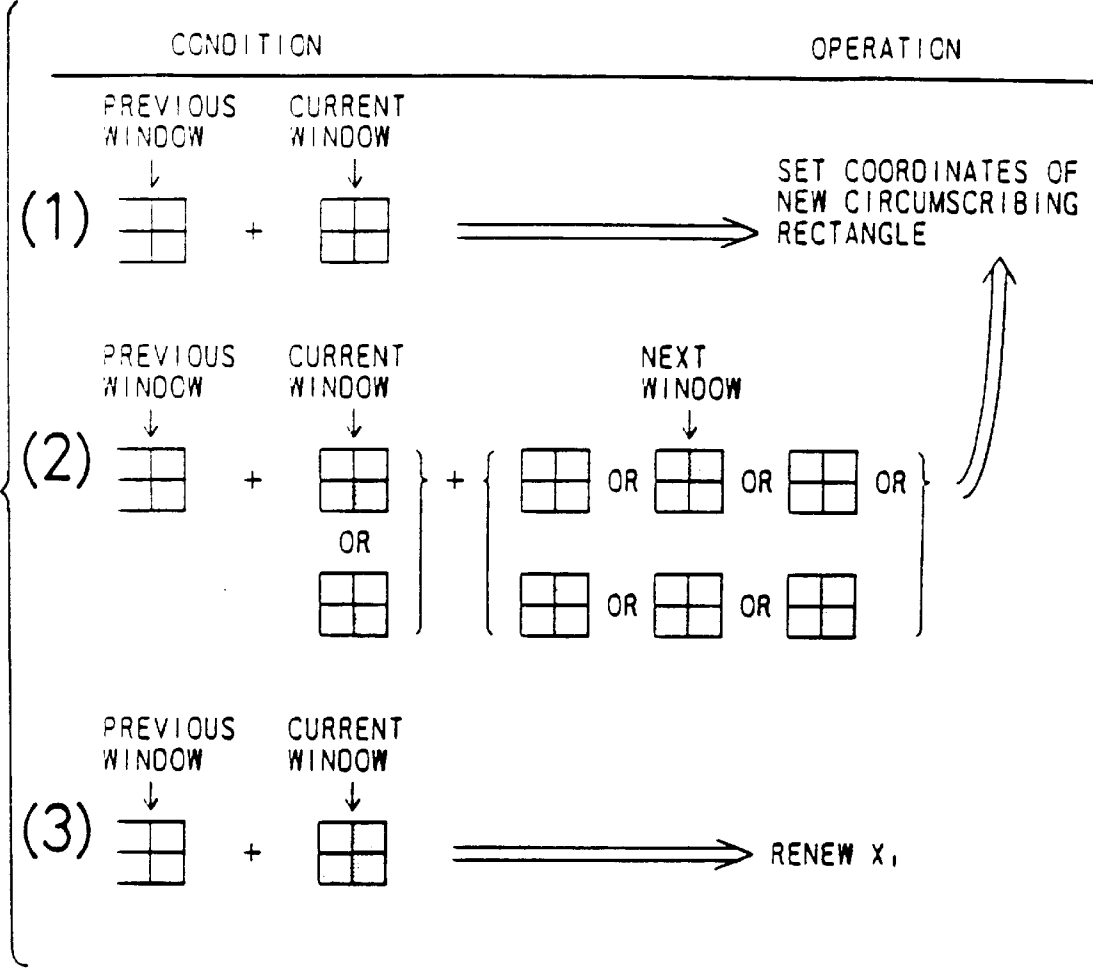 CONDITION OPERATION
PREVIOUS WINDOW CURRENT WINDOW
(1) + SET COORDINATES OF
NEW CIRCUMSCRIBING
RECTANGLE
PREVIOUS WINDOW CURRENT WINDOW NEXT WINDOW
(2) + + OR OR OR
OR
OR OR
PREVIOUS WINDOW CURRENT WINDOW
(3) + RENEW X₁